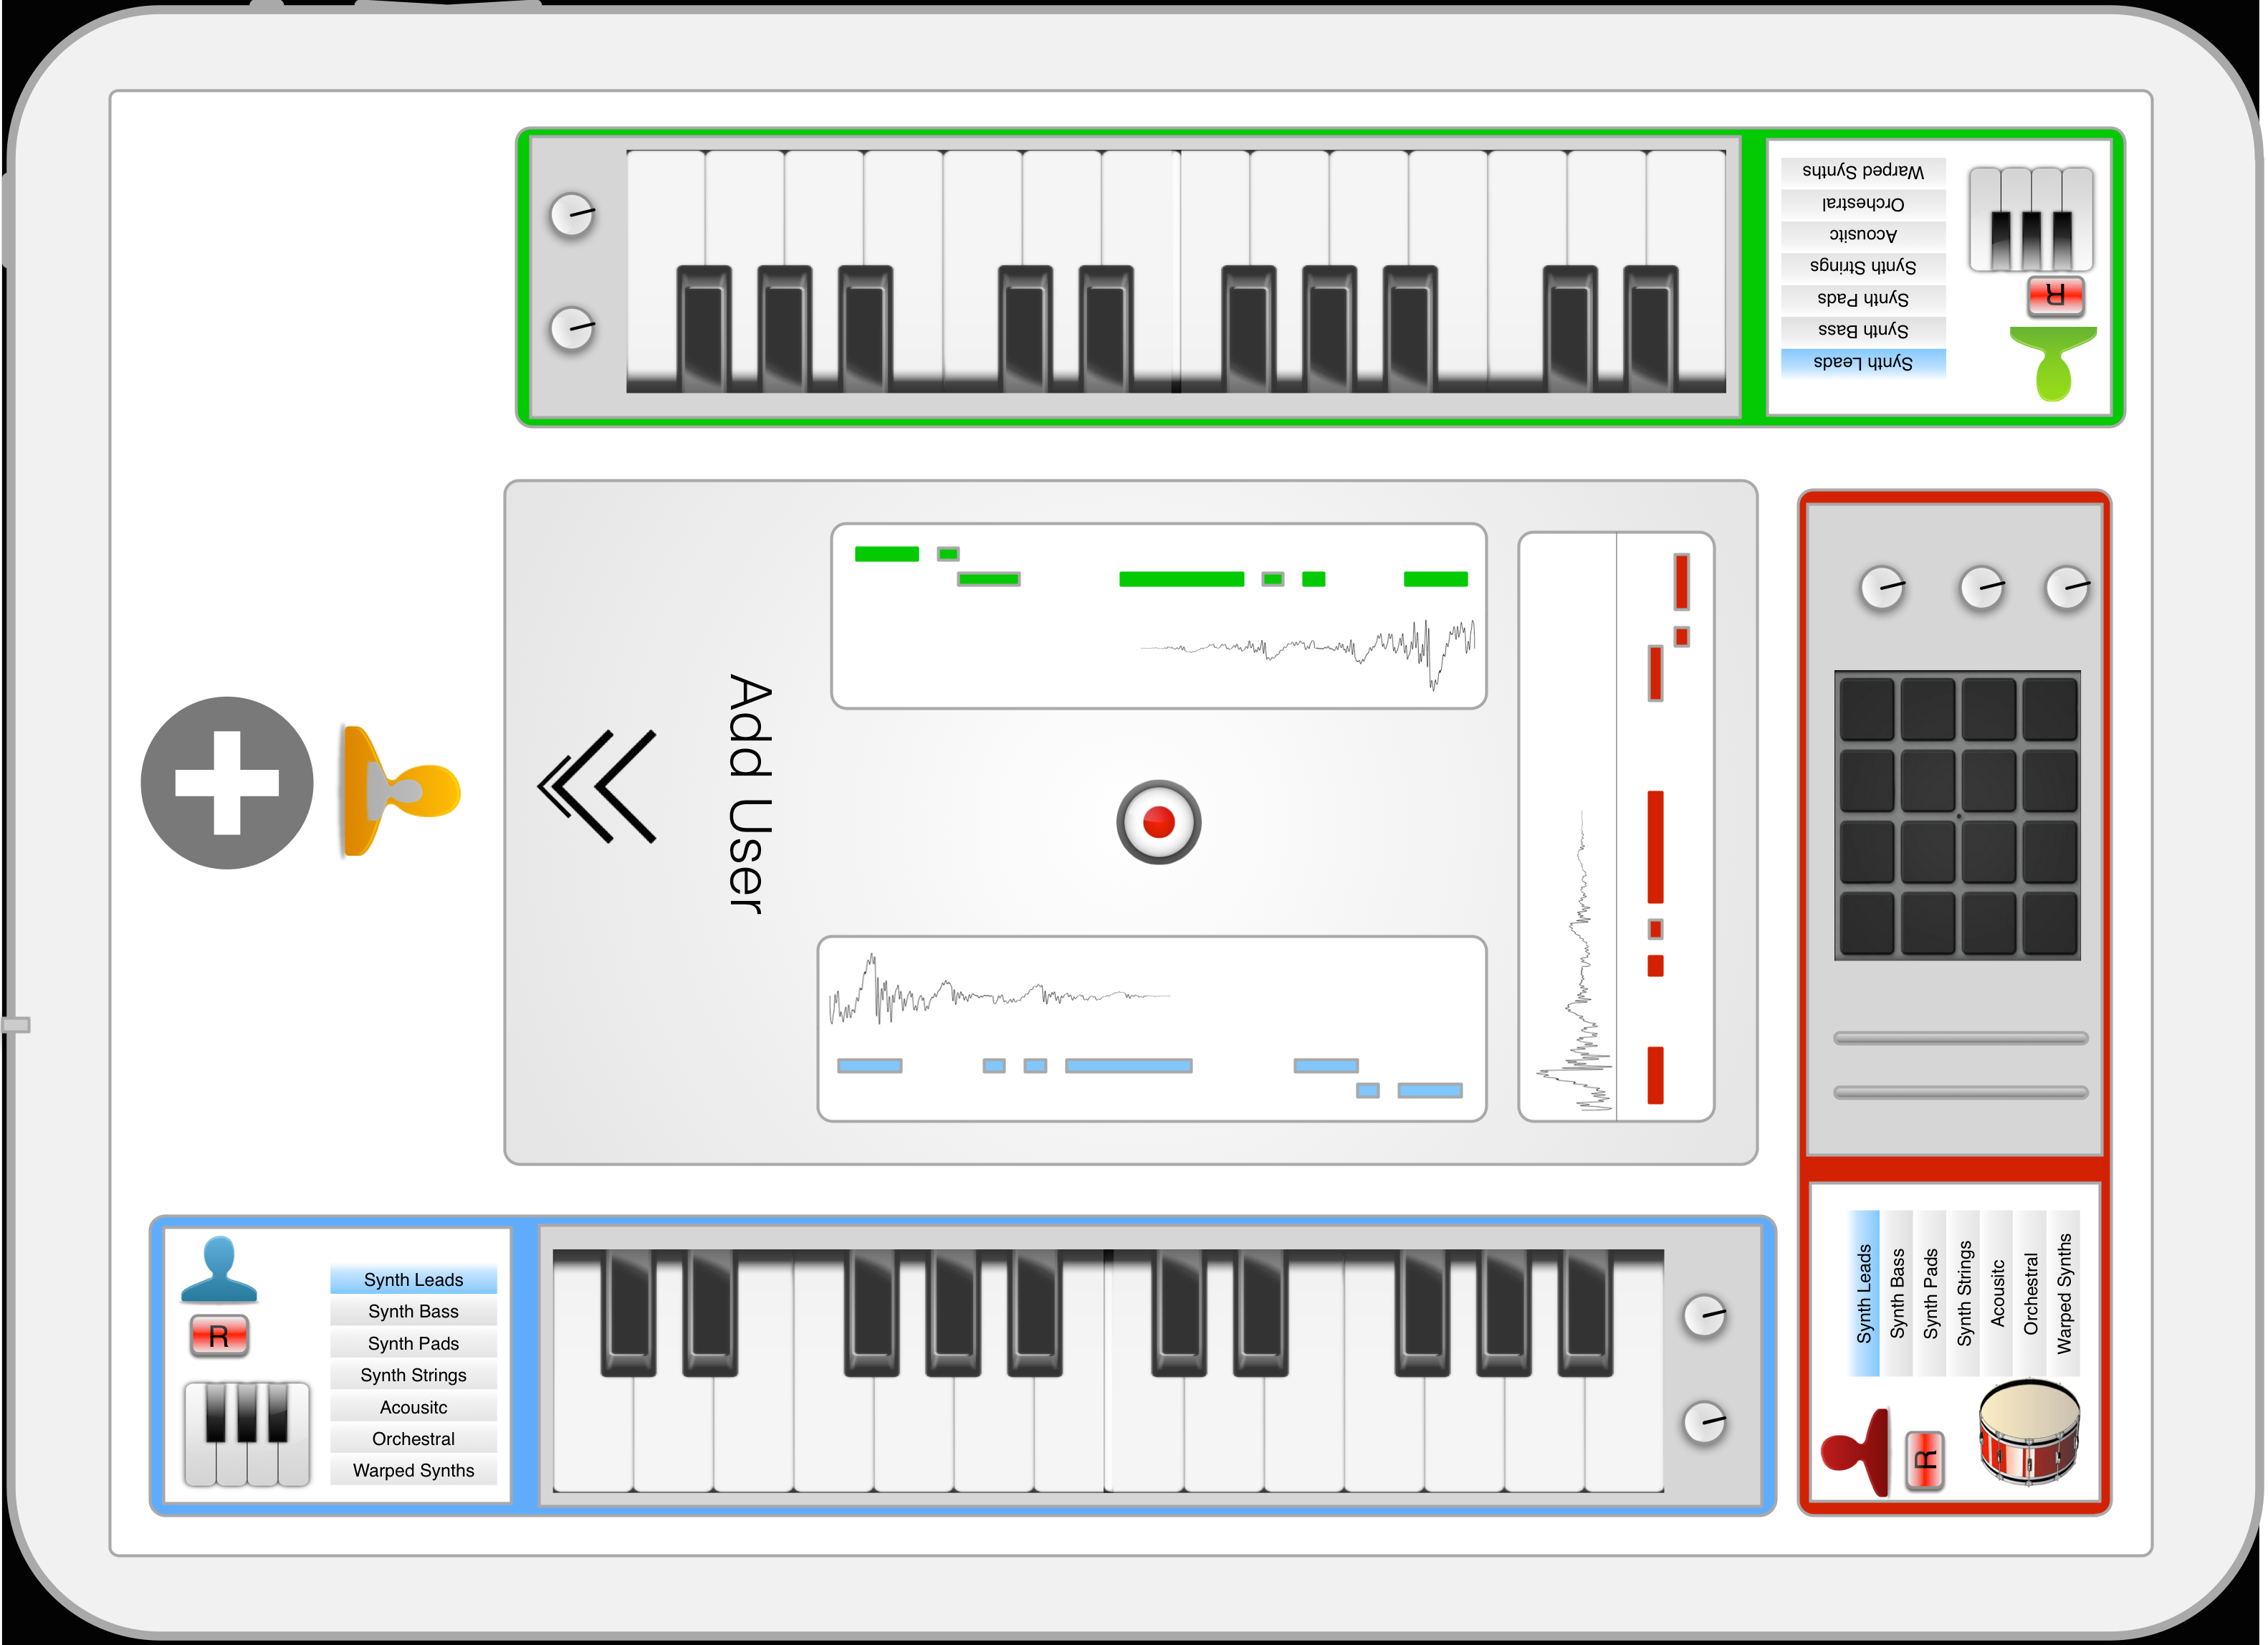 Warped Synths
Orchestral
Acousitc
Synth Strings
Synth Pads
Synth Bass
Synth Leads
R
Add User
R
Synth Leads
Synth Bass
Synth Pads
Synth Strings
Acousitc
Orchestral
Warped Synths
Synth Leads
Synth Bass
Synth Pads
Synth Strings
Acousitc
Orchestral
Warped Synths
R